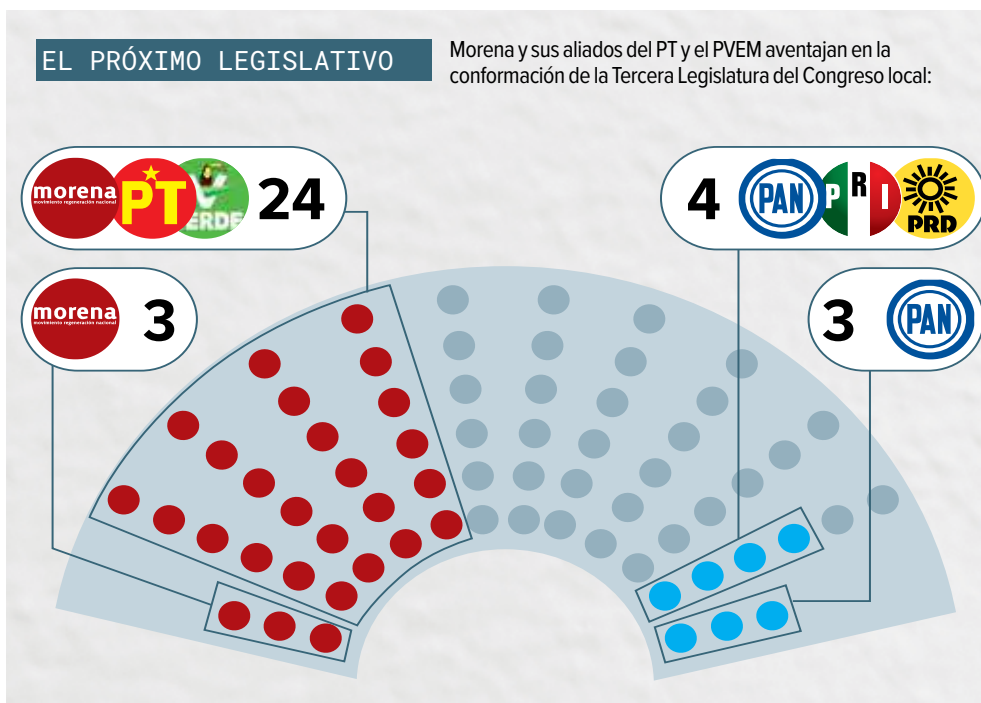 EL PRÓXIMO LEGISLATIVO
Morena y sus aliados del PT y el PVEM aventajan en la
conformación de la Tercera Legislatura del Congreso local:
morena
movimiento regeneración nacional
PT
VERDE
24
4
PAN
PRI
PRD
morena
movimiento regeneración nacional
3
3
PAN